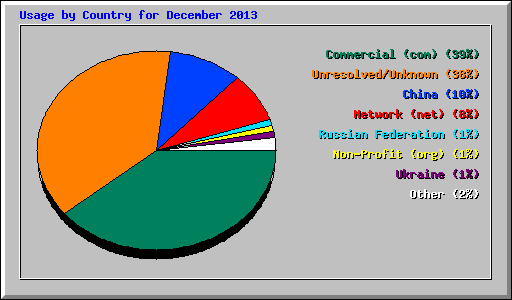 Usage by Country for December 2013
Commercial (com) (39%)
Unresolved/Unknown (38%)
China (10%)
Network (net) (8%)
Russian Federation (1%)
Non-Profit (org) (1%)
Ukraine (1%)
Other (2%)